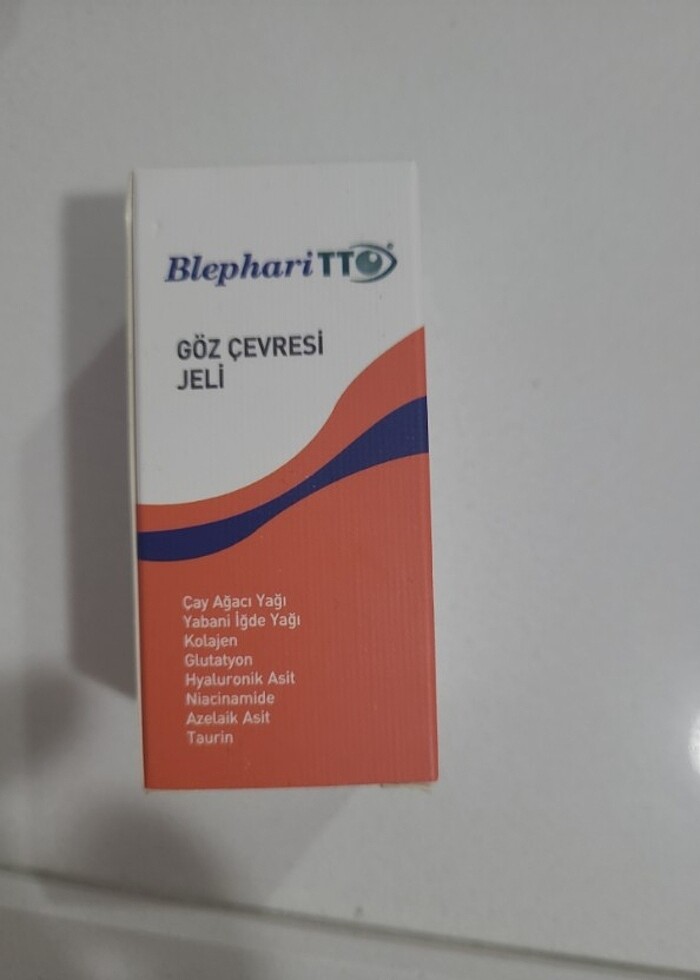 BlephariTTO
GÖZ ÇEVRESİ
JELİ
Çay Ağacı Yağı
Yabani İğde Yağı
Kolajen
Glutatyon
Hyaluronik Asit
Niacinamide
Azelaik Asit
Taurin